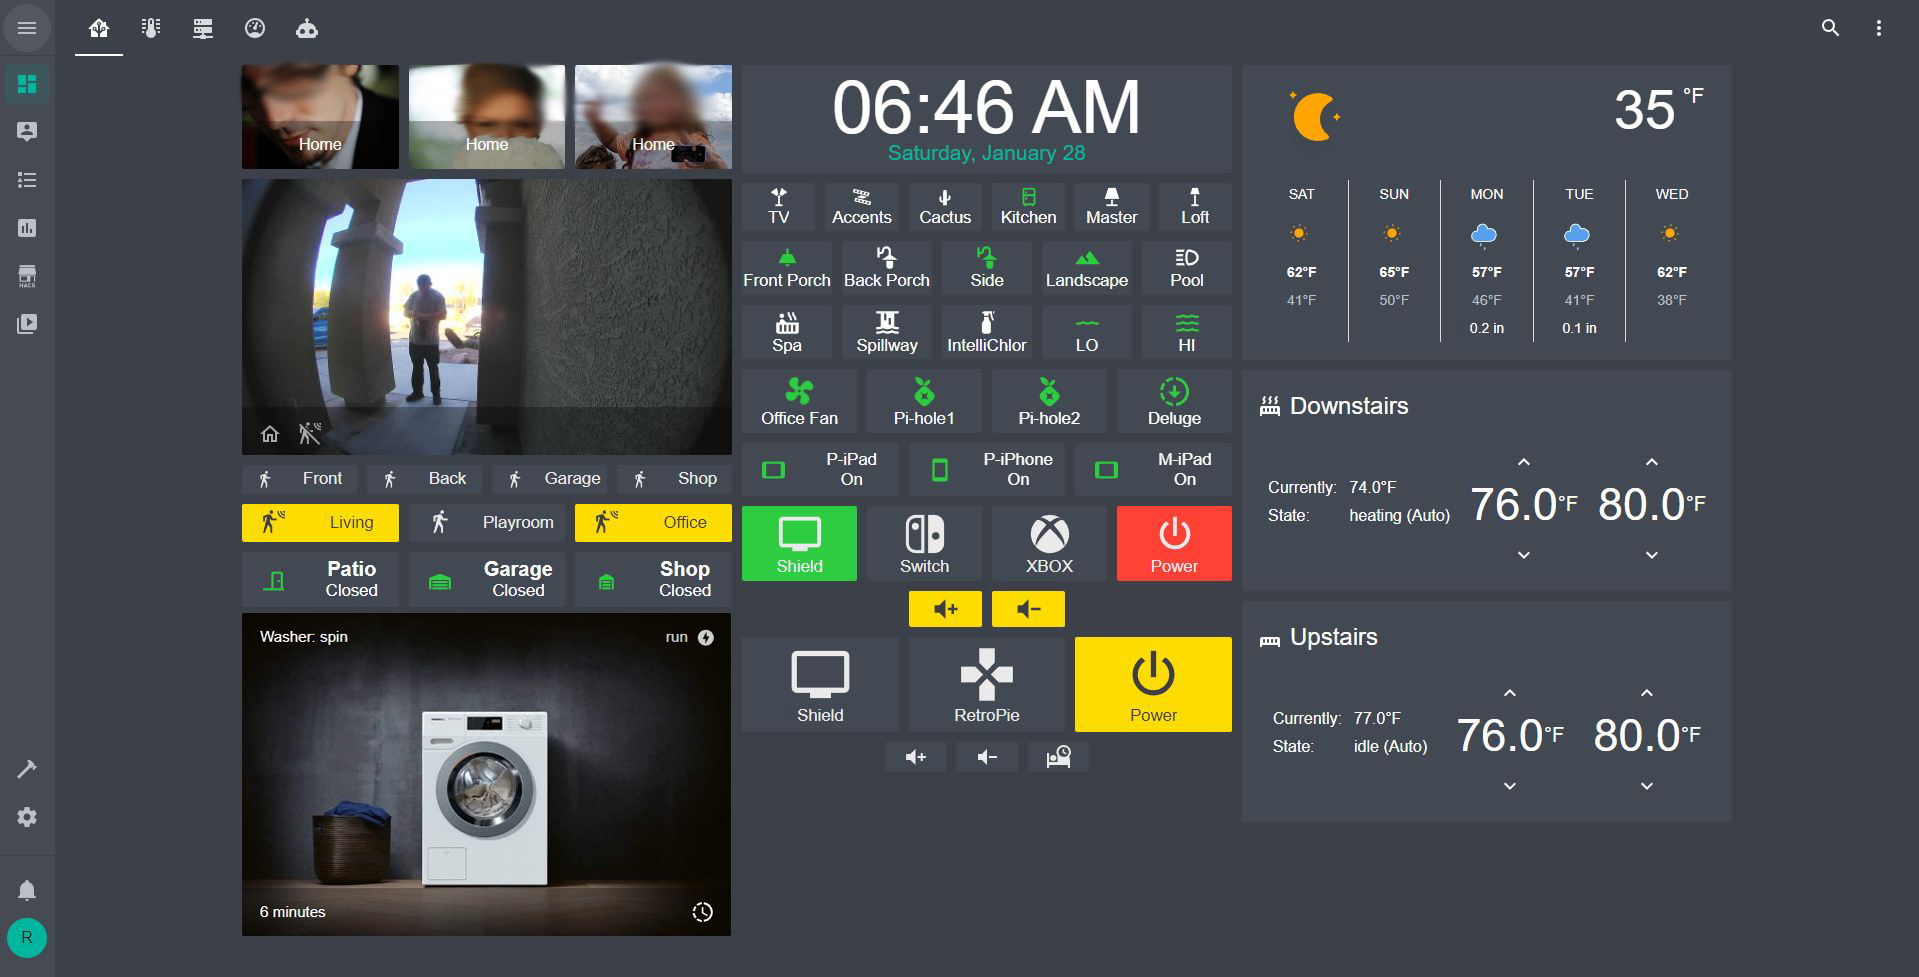 Home
Home
Home
06:46 AM
Saturday, January 28
35 °F
HACS
TV
Accents
Cactus
Kitchen
Master
Loft
Front Porch
Back Porch
Side
Landscape
Pool
Spa
Spillway
IntelliChlor
LO
HI
Office Fan
Pi-hole1
Pi-hole2
Deluge
P-iPad
On
P-iPhone
On
M-iPad
On
Shield
Switch
XBOX
Power
Shield
RetroPie
Power
Front
Back
Garage
Shop
Living
Playroom
Office
Patio
Closed
Garage
Closed
Shop
Closed
Washer: spin
run
6 minutes
SAT
SUN
MON
TUE
WED
62°F
65°F
57°F
57°F
62°F
41°F
50°F
46°F
41°F
38°F
0.2 in
0.1 in
Downstairs
Currently: 74.0°F
State: heating (Auto)
76.0°F
80.0°F
Upstairs
Currently: 77.0°F
State: idle (Auto)
76.0°F
80.0°F
R